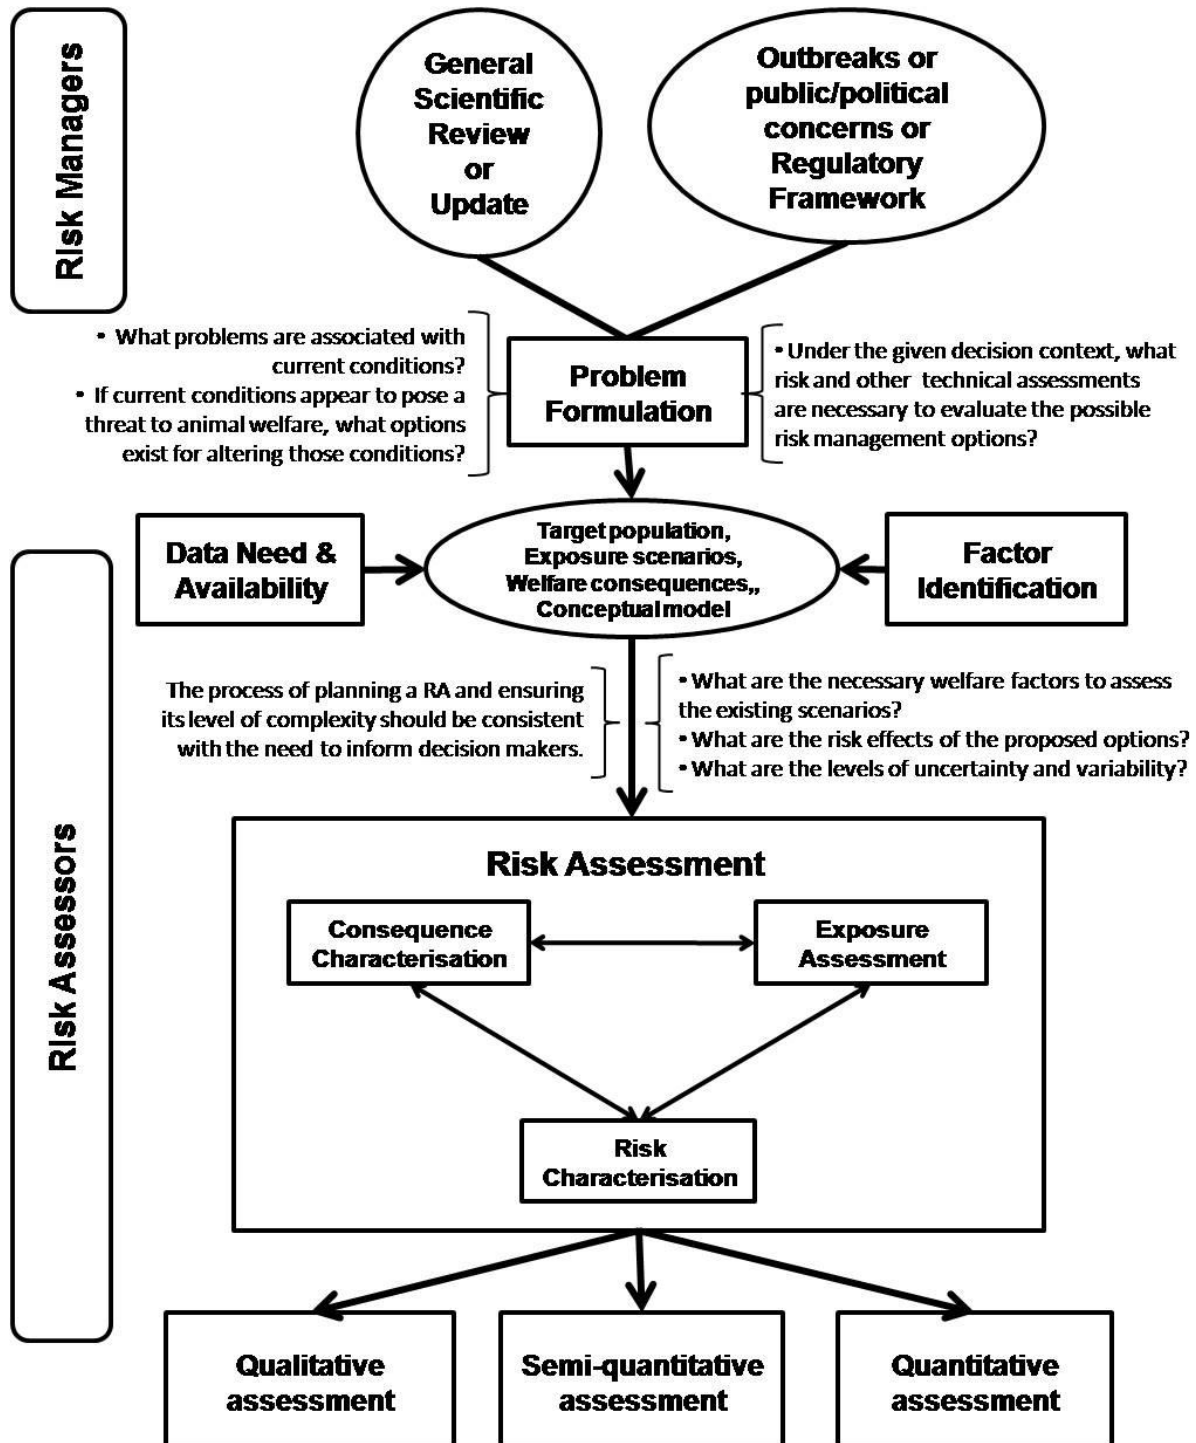 Risk Managers
General
Scientific
Review
or
Update
Outbreaks or
public/political
concerns or
Regulatory
Framework
• What problems are associated with
current conditions?
• If current conditions appear to pose a
threat to animal welfare, what options
exist for altering those conditions?
Problem
Formulation
• Under the given decision context, what
risk and other technical assessments
are necessary to evaluate the possible
risk management options?
Risk Assessors
Data Need &
Availability
Target population,
Exposure scenarios,
Welfare consequences,,
Conceptual model
Factor
Identification
The process of planning a RA and ensuring
its level of complexity should be consistent
with the need to inform decision makers.
• What are the necessary welfare factors to assess
the existing scenarios?
• What are the risk effects of the proposed options?
• What are the levels of uncertainty and variability?
Risk Assessment
Consequence
Characterisation
Exposure
Assessment
Risk
Characterisation
Qualitative
assessment
Semi-quantitative
assessment
Quantitative
assessment